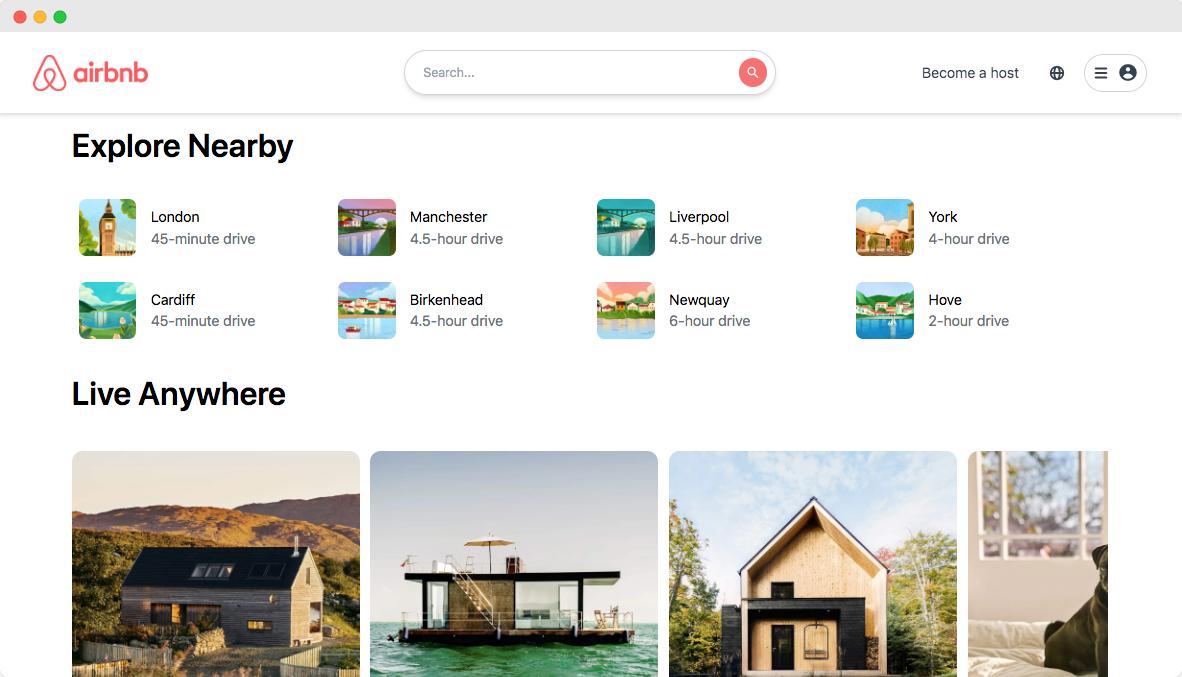 airbnb
Search...
Become a host
Explore Nearby
London
45-minute drive
Manchester
4.5-hour drive
Liverpool
4.5-hour drive
York
4-hour drive
Cardiff
45-minute drive
Birkenhead
4.5-hour drive
Newquay
6-hour drive
Hove
2-hour drive
Live Anywhere